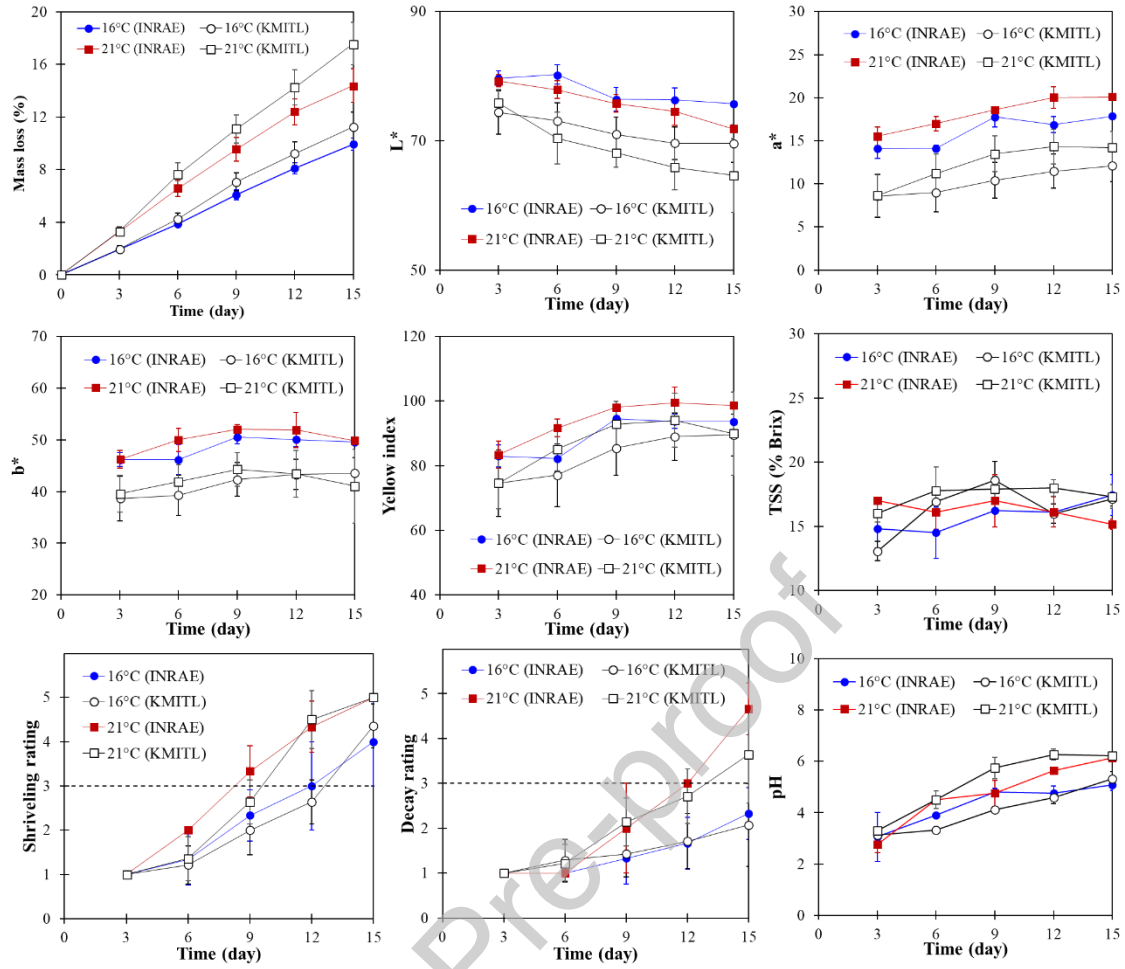 16°C (INRAE) 16°C (KMITL)
21°C (INRAE) 21°C (KMITL)
20
16
12
8
4
0
Mass loss (%)
0 3 6 9 12 15
Time (day)
90
70
50
L*
16°C (INRAE) 16°C (KMITL)
21°C (INRAE) 21°C (KMITL)
0 3 6 9 12 15
Time (day)
25
20
15
10
5
0
a*
16°C (INRAE) 16°C (KMITL)
21°C (INRAE) 21°C (KMITL)
0 3 6 9 12 15
Time (day)
70
60
50
40
30
20
b*
16°C (INRAE) 16°C (KMITL)
21°C (INRAE) 21°C (KMITL)
0 3 6 9 12 15
Time (day)
120
100
80
60
40
Yellow index
16°C (INRAE) 16°C (KMITL)
21°C (INRAE) 21°C (KMITL)
0 3 6 9 12 15
Time (day)
30
25
20
15
10
TSS (% Brix)
16°C (INRAE) 16°C (KMITL)
21°C (INRAE) 21°C (KMITL)
0 3 6 9 12 15
Time (day)
5
4
3
2
1
0
Shriveling rating
16°C (INRAE)
16°C (KMITL)
21°C (INRAE)
21°C (KMITL)
0 3 6 9 12 15
Time (day)
5
4
3
2
1
0
Decay rating
16°C (INRAE) 16°C (KMITL)
21°C (INRAE) 21°C (KMITL)
0 3 6 9 12 15
Time (day)
10
8
6
4
2
0
pH
16°C (INRAE) 16°C (KMITL)
21°C (INRAE) 21°C (KMITL)
0 3 6 9 12 15
Time (day)
Pre-proof